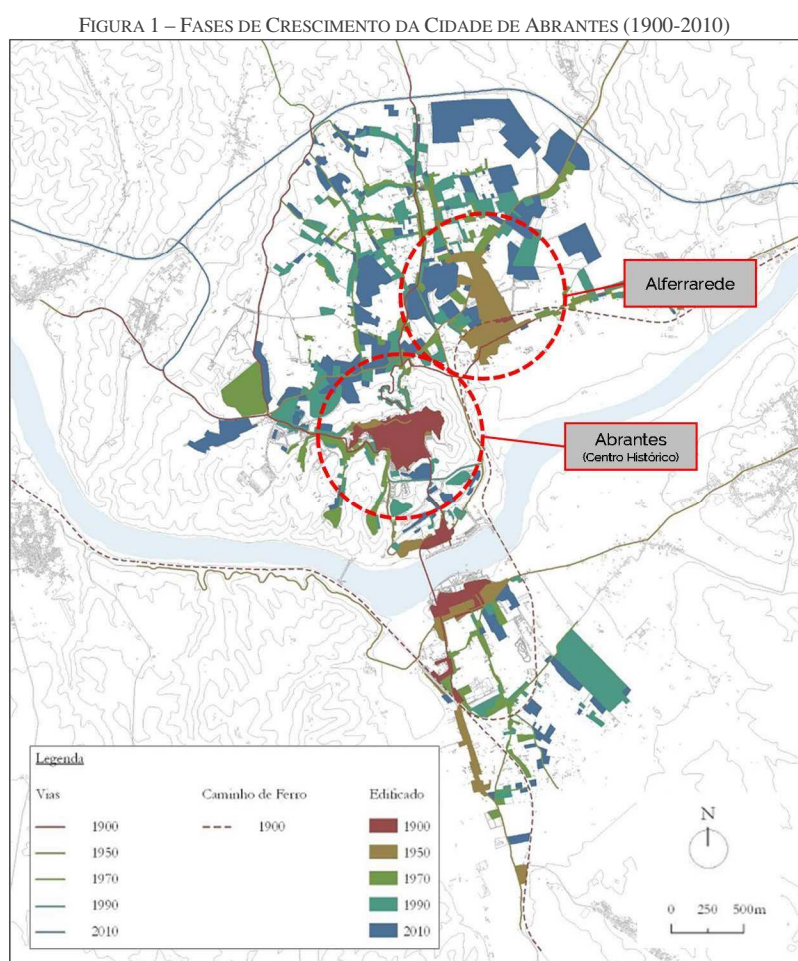 FIGURA 1 – FASES DE CRESCIMENTO DA CIDADE DE ABRANTES (1900-2010)
Alferrarede
Abrantes
(Centro Histórico)
Legenda
Vias
Caminho de Ferro
Edificado
1900
1900
1900
1950
1950
1970
1970
1990
1990
2010
2010
N
0 250 500m